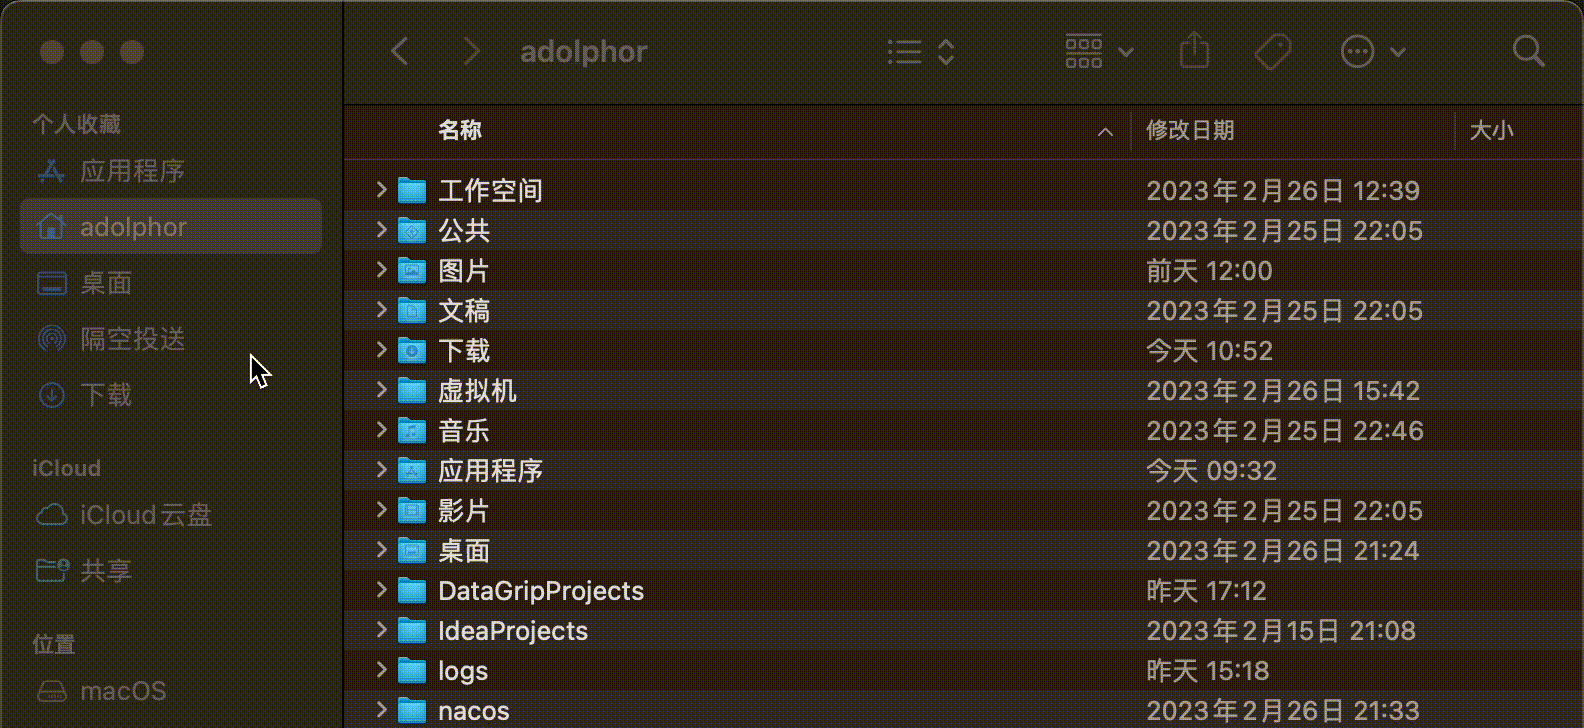 adolphor
个人收藏
应用程序
adolphor
桌面
隔空投送
下载
iCloud
iCloud云盘
共享
位置
macOS
名称 修改日期 大小
工作空间 2023年2月26日 12:39
公共 2023年2月25日 22:05
图片 前天 12:00
文稿 2023年2月25日 22:05
下载 今天 10:52
虚拟机 2023年2月26日 15:42
音乐 2023年2月25日 22:46
应用程序 今天 09:32
影片 2023年2月25日 22:05
桌面 2023年2月26日 21:24
DataGripProjects 昨天 17:12
IdeaProjects 2023年2月15日 21:08
logs 昨天 15:18
nacos 2023年2月26日 21:33